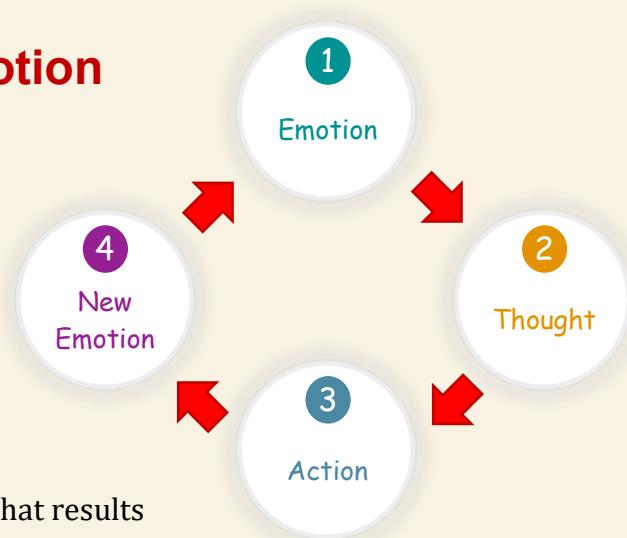 otion
1
Emotion
4
New
Emotion
2
Thought
3
Action
hat results